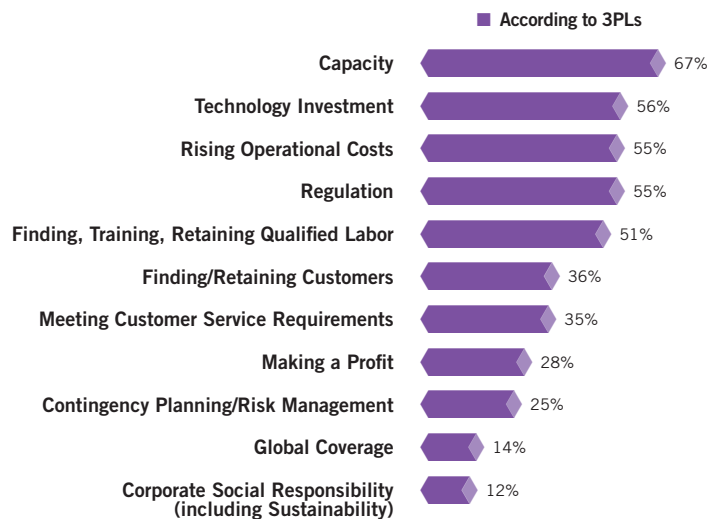 According to 3PLs
Capacity 67%
Technology Investment 56%
Rising Operational Costs 55%
Regulation 55%
Finding, Training, Retaining Qualified Labor 51%
Finding/Retaining Customers 36%
Meeting Customer Service Requirements 35%
Making a Profit 28%
Contingency Planning/Risk Management 25%
Global Coverage 14%
Corporate Social Responsibility 12%
(including Sustainability)